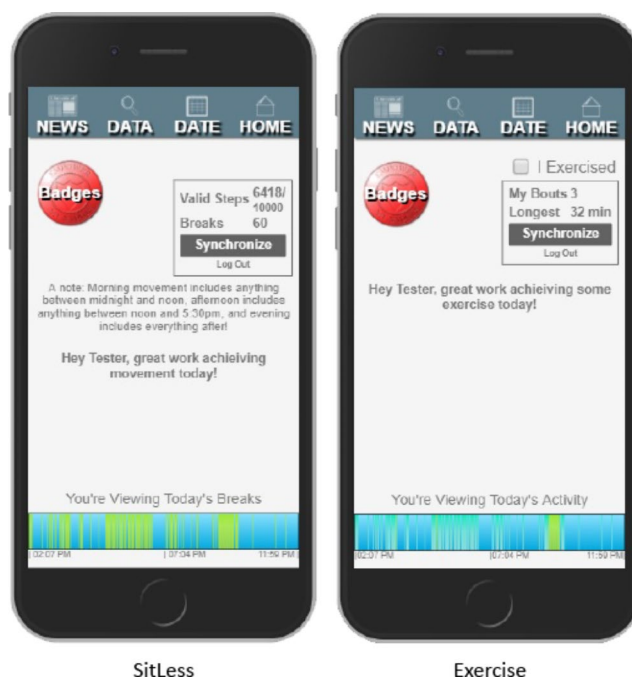 NEWS DATA DATE HOME
Badges
Valid Steps 6418/
10000
Breaks 60
Synchronize
Log Out
A note: Morning movement includes anything
between midnight and noon, afternoon includes
anything between noon and 5:30pm, and evening
includes everything after!
Hey Tester, great work achieiving
movement today!
You're Viewing Today's Breaks
| 02:07 PM | 07:04 PM 11:59 PM |
SitLess
NEWS DATA DATE HOME
I Exercised
Badges
My Bouts 3
Longest 32 min
Synchronize
Log Out
Hey Tester, great work achieiving some
exercise today!
You're Viewing Today's Activity
|02:07 PM |07:04 PM 11:59 PM|
Exercise